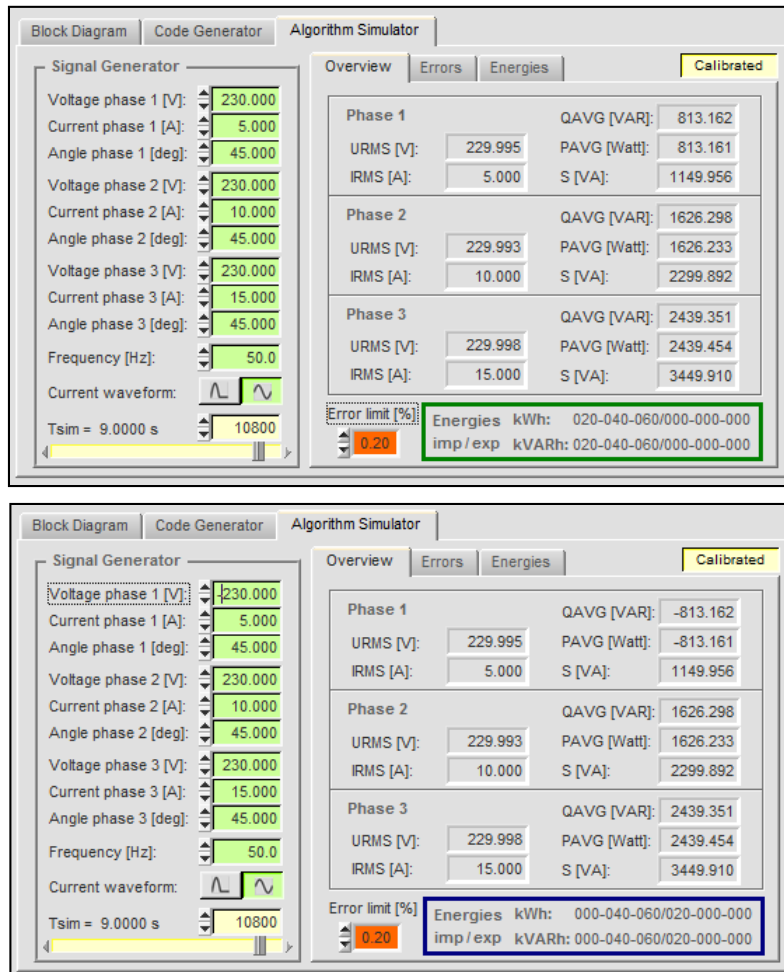 Block Diagram Code Generator Algorithm Simulator
Signal Generator
Voltage phase 1 [V]: 230.000
Current phase 1 [A]: 5.000
Angle phase 1 [deg]: 45.000
Voltage phase 2 [V]: 230.000
Current phase 2 [A]: 10.000
Angle phase 2 [deg]: 45.000
Voltage phase 3 [V]: 230.000
Current phase 3 [A]: 15.000
Angle phase 3 [deg]: 45.000
Frequency [Hz]: 50.0
Current waveform:
Tsim = 9.0000 s 10800
Overview Errors Energies Calibrated
Phase 1 QAVG [VAR]: 813.162
URMS [V]: 229.995 PAVG [Watt]: 813.161
IRMS [A]: 5.000 S [VA]: 1149.956
Phase 2 QAVG [VAR]: 1626.298
URMS [V]: 229.993 PAVG [Watt]: 1626.233
IRMS [A]: 10.000 S [VA]: 2299.892
Phase 3 QAVG [VAR]: 2439.351
URMS [V]: 229.998 PAVG [Watt]: 2439.454
IRMS [A]: 15.000 S [VA]: 3449.910
Error limit [%]
0.20
Energies kWh: 020-040-060/000-000-000
imp/exp kVARh: 020-040-060/000-000-000
Block Diagram Code Generator Algorithm Simulator
Signal Generator
Voltage phase 1 [V]: -230.000
Current phase 1 [A]: 5.000
Angle phase 1 [deg]: 45.000
Voltage phase 2 [V]: 230.000
Current phase 2 [A]: 10.000
Angle phase 2 [deg]: 45.000
Voltage phase 3 [V]: 230.000
Current phase 3 [A]: 15.000
Angle phase 3 [deg]: 45.000
Frequency [Hz]: 50.0
Current waveform:
Tsim = 9.0000 s 10800
Overview Errors Energies Calibrated
Phase 1 QAVG [VAR]: -813.162
URMS [V]: 229.995 PAVG [Watt]: -813.161
IRMS [A]: 5.000 S [VA]: 1149.956
Phase 2 QAVG [VAR]: 1626.298
URMS [V]: 229.993 PAVG [Watt]: 1626.233
IRMS [A]: 10.000 S [VA]: 2299.892
Phase 3 QAVG [VAR]: 2439.351
URMS [V]: 229.998 PAVG [Watt]: 2439.454
IRMS [A]: 15.000 S [VA]: 3449.910
Error limit [%]
0.20
Energies kWh: 000-040-060/020-000-000
imp/exp kVARh: 000-040-060/020-000-000